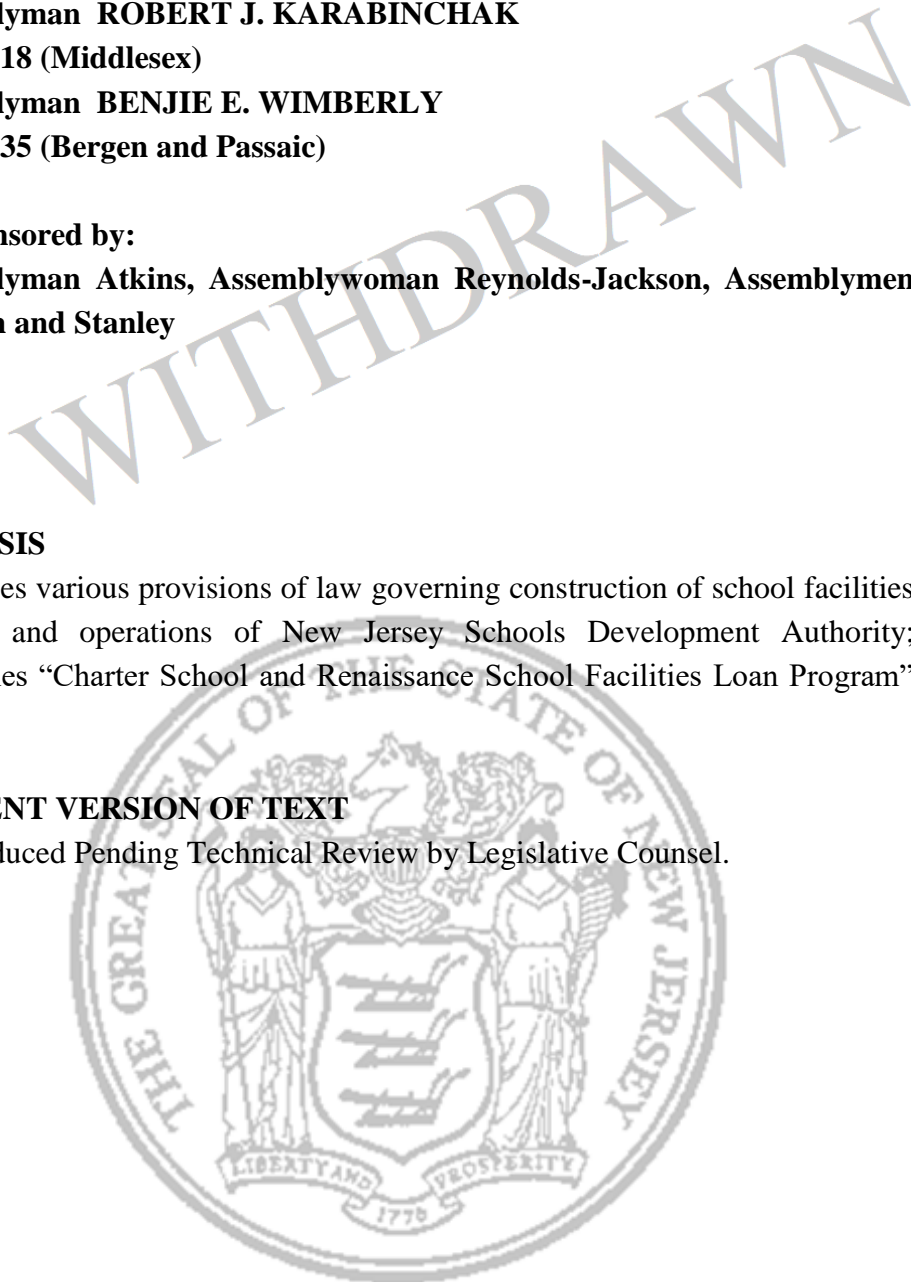 lyman ROBERT J. KARABINCHAK
18 (Middlesex)
lyman BENJIE E. WIMBERLY
35 (Bergen and Passaic)
nsored by:
lyman Atkins, Assemblywoman Reynolds-Jackson, Assemblymen
n and Stanley
WITHDRAWN
SIS
es various provisions of law governing construction of school facilities
and operations of New Jersey Schools Development Authority;
es “Charter School and Renaissance School Facilities Loan Program”
ENT VERSION OF TEXT
duced Pending Technical Review by Legislative Counsel.
THE GREAT SEAL OF THE STATE OF NEW JERSEY
LIBERTY AND PROSPERITY
1776